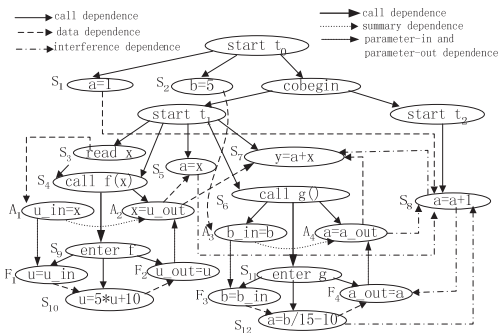 call dependence
data dependence
interference dependence
call dependence
summary dependence
parameter-in and
parameter-out dependence
start t0
S1
a=1
S2
b=5
cobegin
start t1
start t2
S3
read x
S4
call f(x)
S5
a=x
S7
y=a+x
S6
call g()
S8
a=a+1
A1
u_in=x
A2
x=u_out
A3
b_in=b
A4
a=a_out
S9
enter f
S11
enter g
F1
u=u_in
F2
u_out=u
F3
b=b_in
F4
a_out=a
S10
u=5*u+10
S12
a=b/15-10